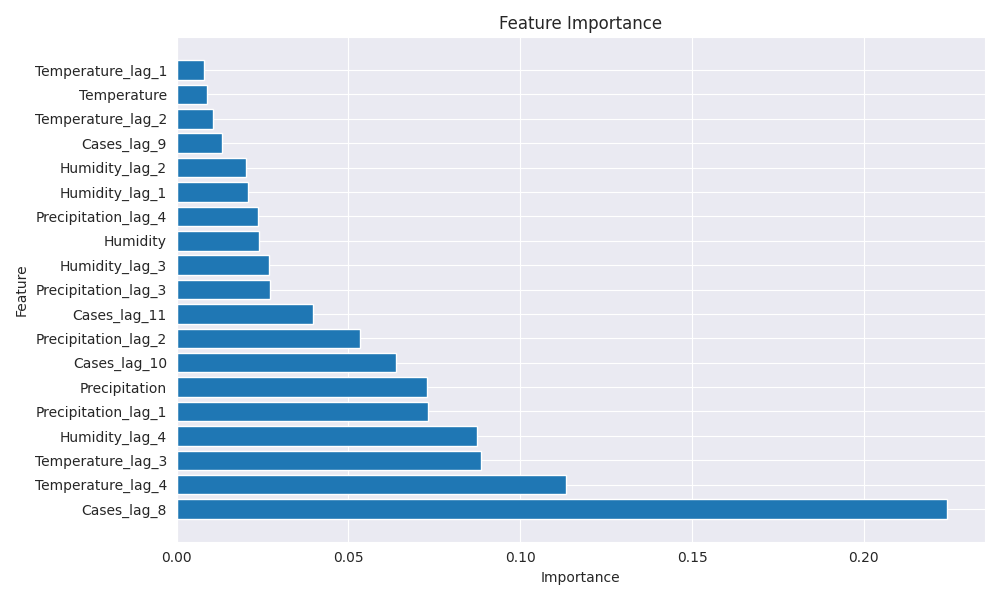 Feature Importance
Temperature_lag_1
Temperature
Temperature_lag_2
Cases_lag_9
Humidity_lag_2
Humidity_lag_1
Precipitation_lag_4
Humidity
Humidity_lag_3
Precipitation_lag_3
Cases_lag_11
Precipitation_lag_2
Cases_lag_10
Precipitation
Precipitation_lag_1
Humidity_lag_4
Temperature_lag_3
Temperature_lag_4
Cases_lag_8
Feature
0.00 0.05 0.10 0.15 0.20
Importance